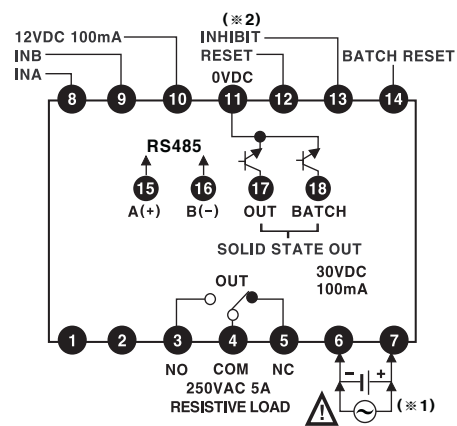 (※2)
12VDC 100mA
INHIBIT
INB
RESET
BATCH RESET
INA
0VDC
8 9 10 11 12 13 14
RS485
15 16 17 18
A(+) B(−) OUT BATCH
SOLID STATE OUT
30VDC
100mA
OUT
1 2 3 4 5 6 7
NO COM NC
− +
250VAC 5A
(※1)
RESISTIVE LOAD